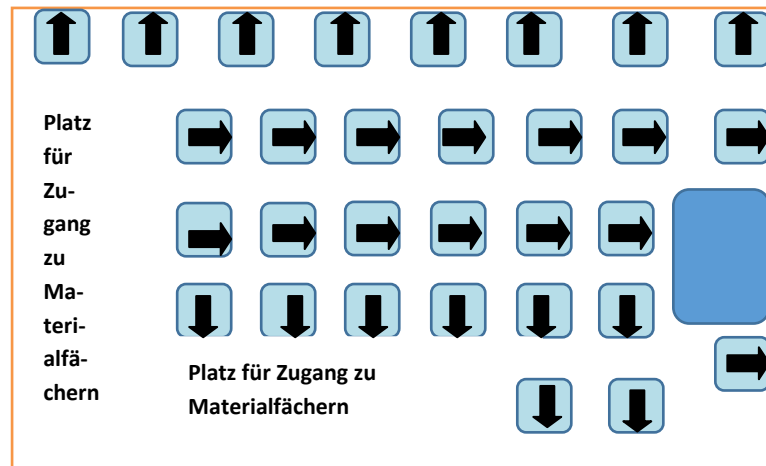 Platz
für
Zu-
gang
zu
Ma-
teri-
alfä-
chern
Platz für Zugang zu
Materialfächern